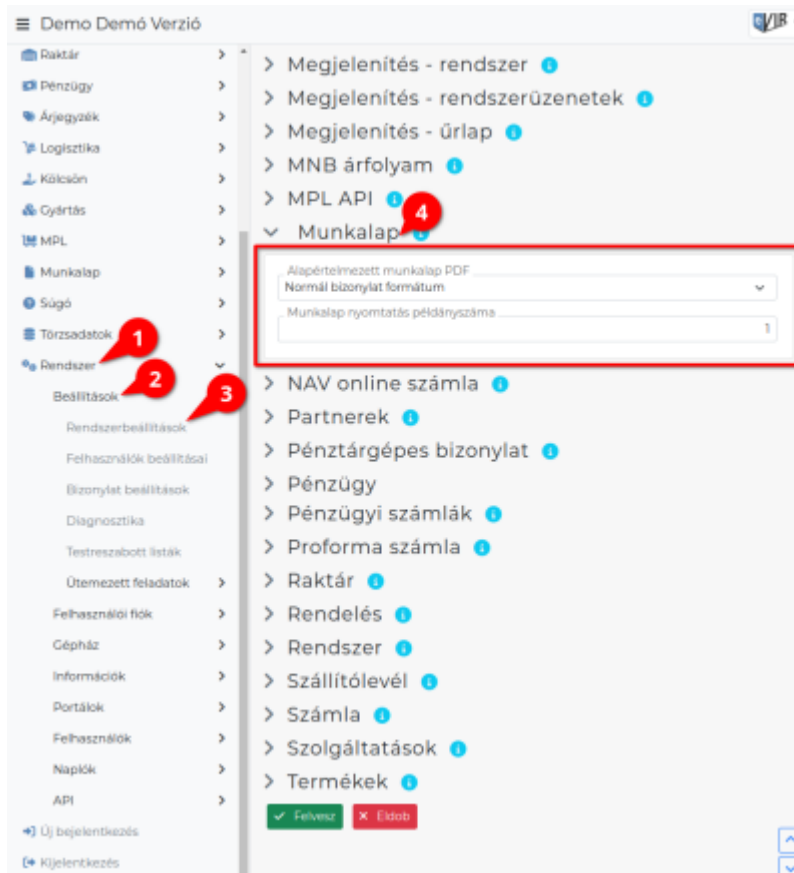 Demo Demó Verzió
VIR
Raktár
Pénzügy
Árjegyzék
Logisztika
Kölcsön
Gyártás
MPL
Munkalap
Súgó
Törzsadatok
1
Rendszer
2
Beállítások
3
Rendszerbeállítások
Felhasználók beállításai
Bizonylat beállítások
Diagnosztika
Testreszabott listák
Ütemezett feladatok
Felhasználói fiók
Gépház
Információk
Portálok
Felhasználók
Naplók
API
Új bejelentkezés
Kijelentkezés
Megjelenítés - rendszer
Megjelenítés - rendszerüzenetek
Megjelenítés - űrlap
MNB árfolyam
MPL API
4
Munkalap
Alapértelmezett munkalap PDF
Normál bizonylat formátum
Munkalap nyomtatás példányszáma
1
NAV online számla
Partnerek
Pénztárgépes bizonylat
Pénzügy
Pénzügyi számlák
Proforma számla
Raktár
Rendelés
Rendszer
Szállítólevél
Számla
Szolgáltatások
Termékek
Felvesz
Eldob